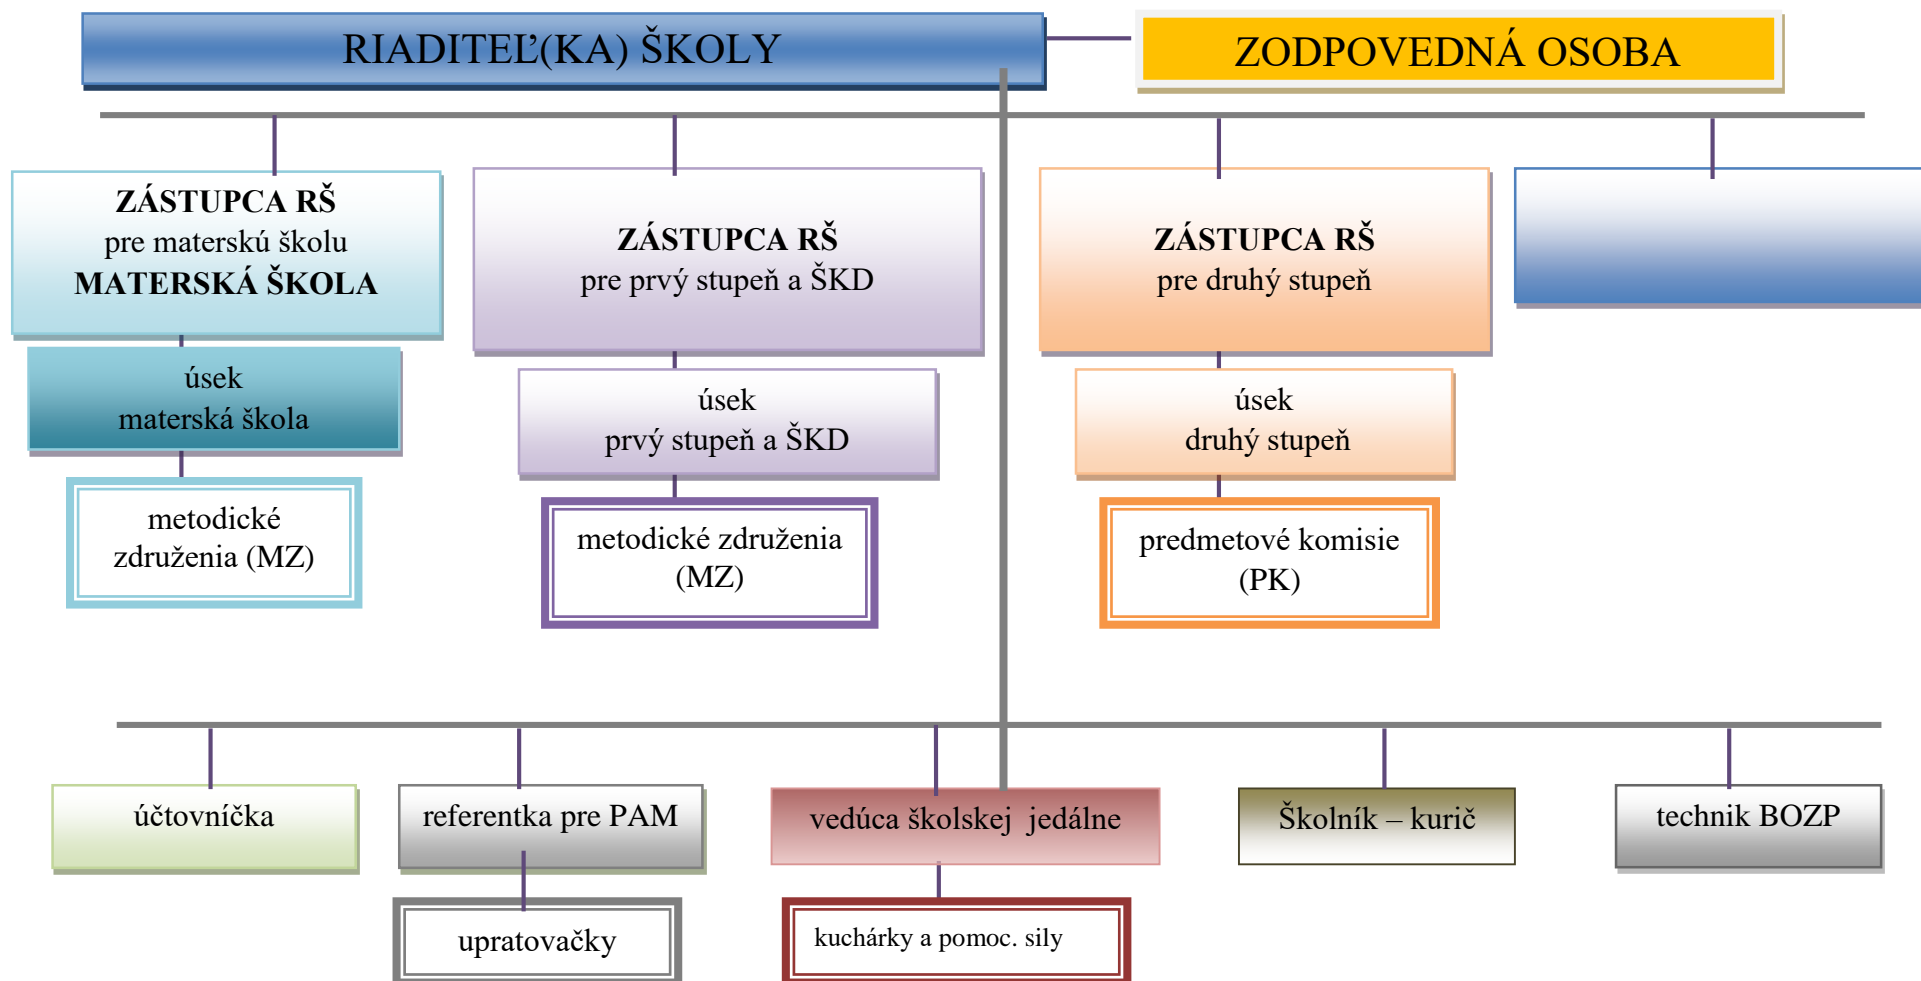 RIADITEĽ(KA) ŠKOLY
ZODPOVEDNÁ OSOBA
ZÁSTUPCA RŠ
pre materskú školu
MATERSKÁ ŠKOLA
ZÁSTUPCA RŠ
pre prvý stupeň a ŠKD
ZÁSTUPCA RŠ
pre druhý stupeň
úsek
materská škola
úsek
prvý stupeň a ŠKD
úsek
druhý stupeň
metodické
združenia (MZ)
metodické združenia
(MZ)
predmetové komisie
(PK)
účtovníčka
referentka pre PAM
vedúca školskej  jedálne
Školník – kurič
technik BOZP
upratovačky
kuchárky a pomoc. sily